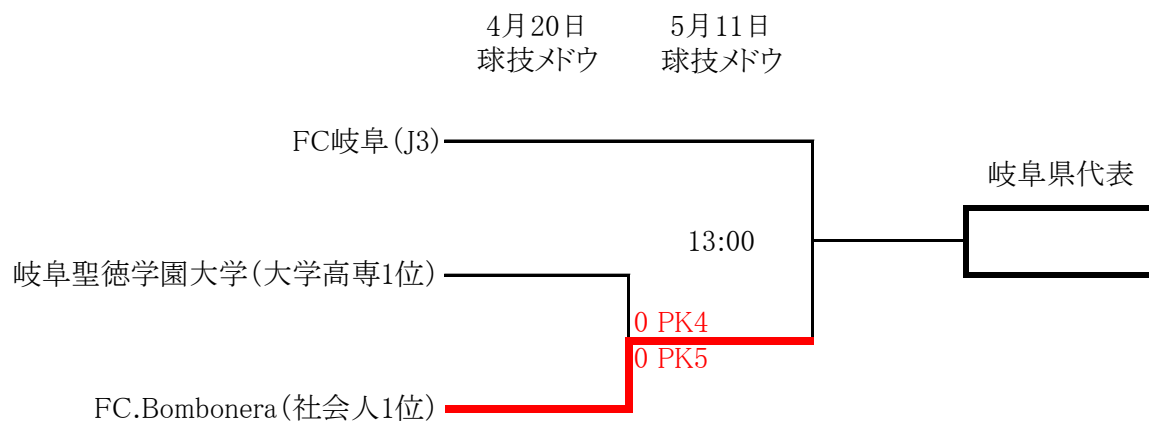 4月20日 5月11日
球技メドウ 球技メドウ
FC岐阜(J3)
岐阜県代表
13:00
岐阜聖徳学園大学(大学高専1位)
0 PK4
0 PK5
FC.Bombonera(社会人1位)